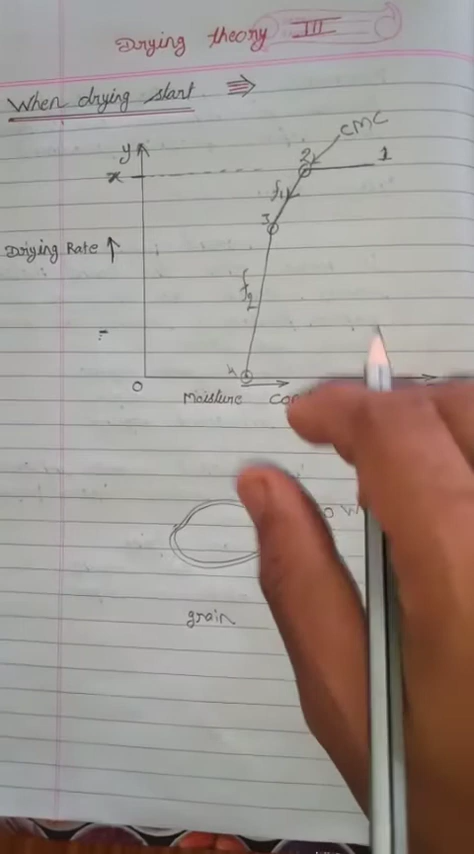 Drying theory III
When drying start
y
CMC
x
2
1
f1
3
Drying Rate ↑
f2
4
0
Moisture
grain